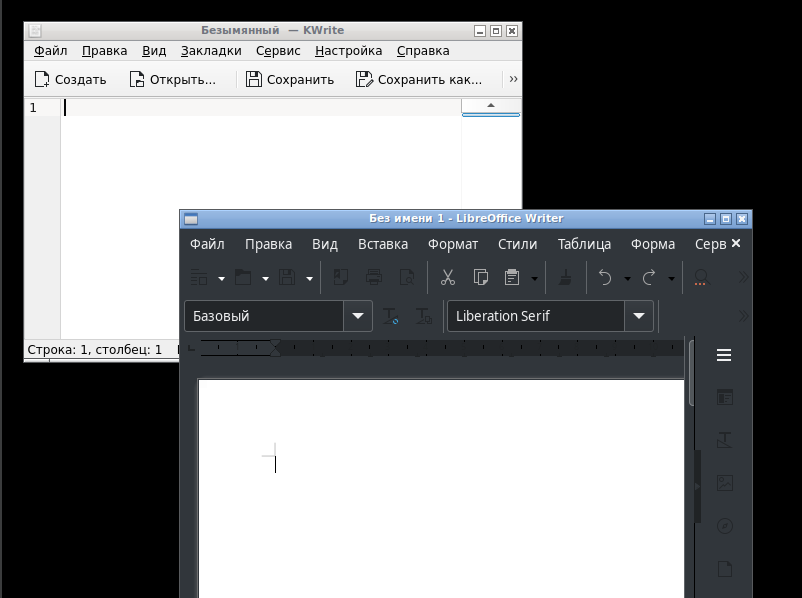 Безымянный — KWrite
Файл Правка Вид Закладки Сервис Настройка Справка
Создать Открыть... Сохранить Сохранить как... »
1
Строка: 1, столбец: 1
Без имени 1 - LibreOffice Writer
Файл Правка Вид Вставка Формат Стили Таблица Форма Серв
Базовый Liberation Serif